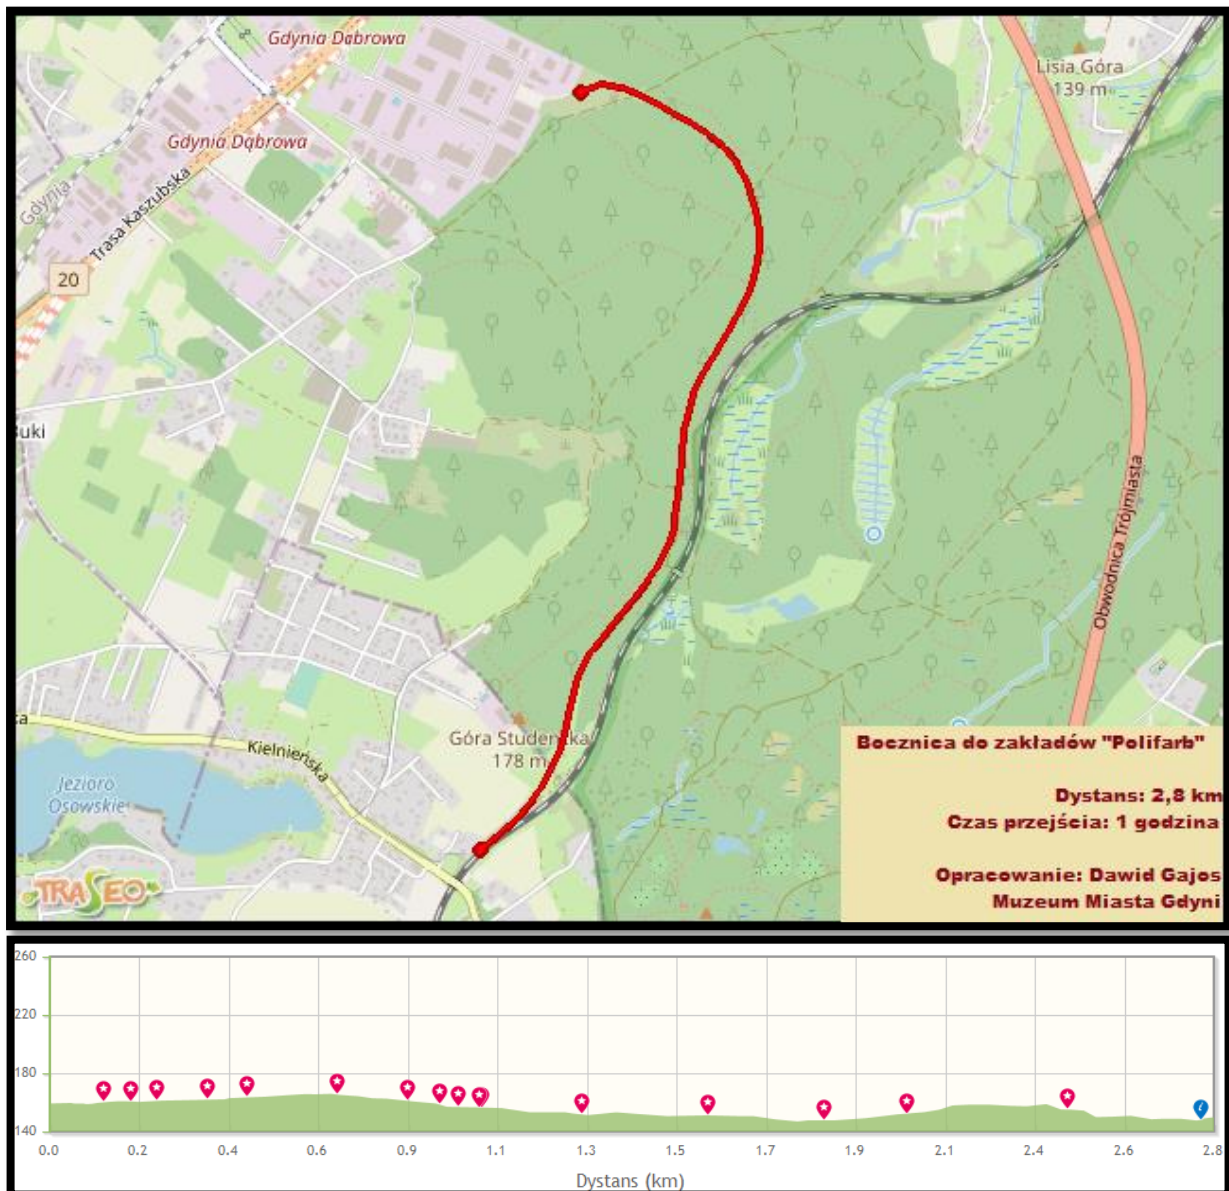 Gdynia Dąbrowa
Lisia Góra
139 m
Gdynia Dąbrowa
Gdynia
Trasa Kaszubska
20
Buki
Obwodnica Trójmiasta
Kielnieńska
Góra Studencka
178 m
Jezioro
Osowskie
Bocznica do zakładów "Polifarb"
Dystans: 2,8 km
Czas przejścia: 1 godzina
Opracowanie: Dawid Gajos
Muzeum Miasta Gdyni
TRASEO
260
220
180
140
0.0 0.2 0.4 0.6 0.9 1.1 1.3 1.5 1.7 1.9 2.1 2.4 2.6 2.8
Dystans (km)